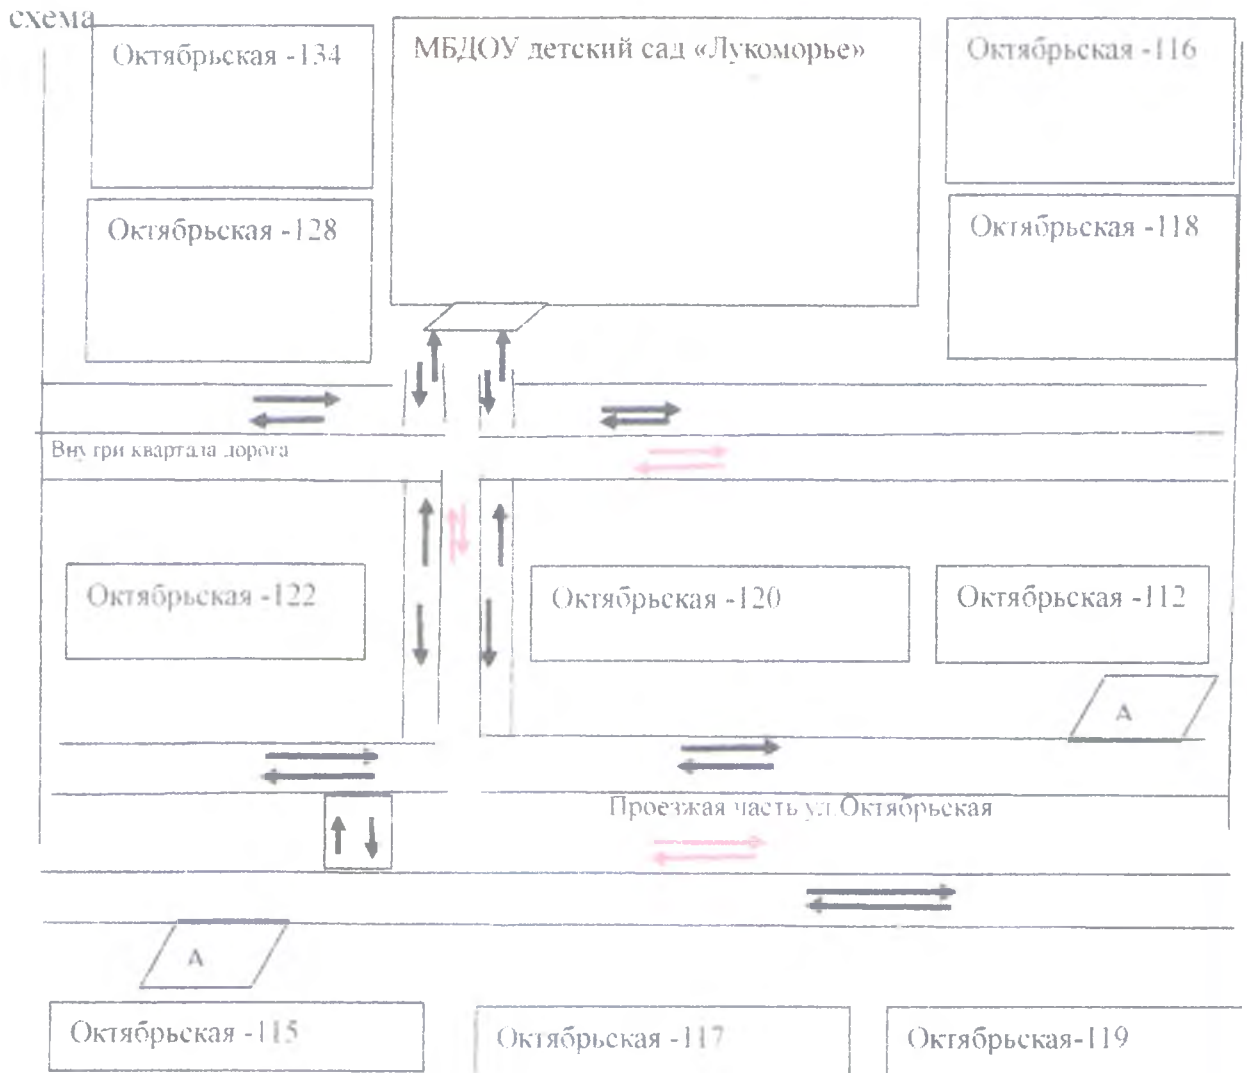 схема
Октябрьская -134
МБДОУ детский сад «Лукоморье»
Октябрьская -116
Октябрьская -128
Октябрьская -118
Внутри квартала дорога
Октябрьская -122
Октябрьская -120
Октябрьская -112
А
Проезжая часть ул.Октябрьская
А
Октябрьская -115
Октябрьская -117
Октябрьская-119